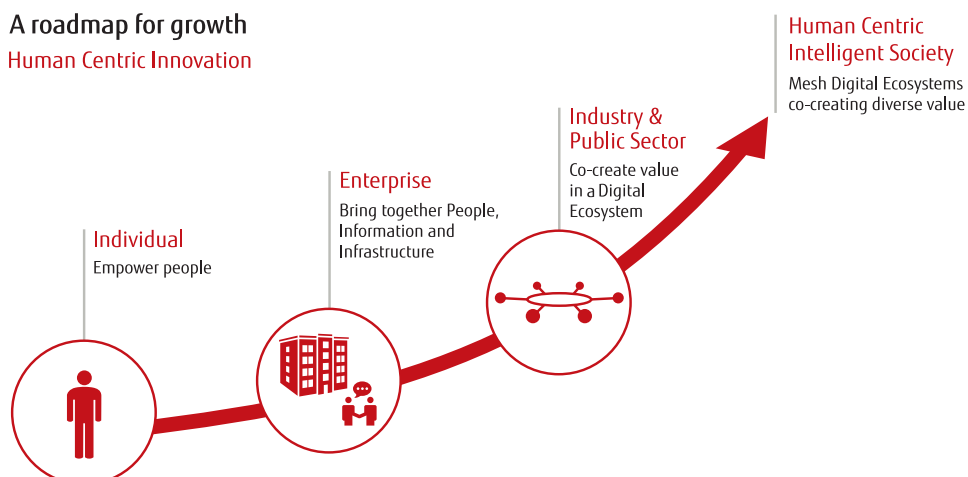 A roadmap for growth
Human Centric Innovation
Individual
Empower people
Enterprise
Bring together People,
Information and
Infrastructure
Industry &
Public Sector
Co-create value
in a Digital
Ecosystem
Human Centric
Intelligent Society
Mesh Digital Ecosystems
co-creating diverse value